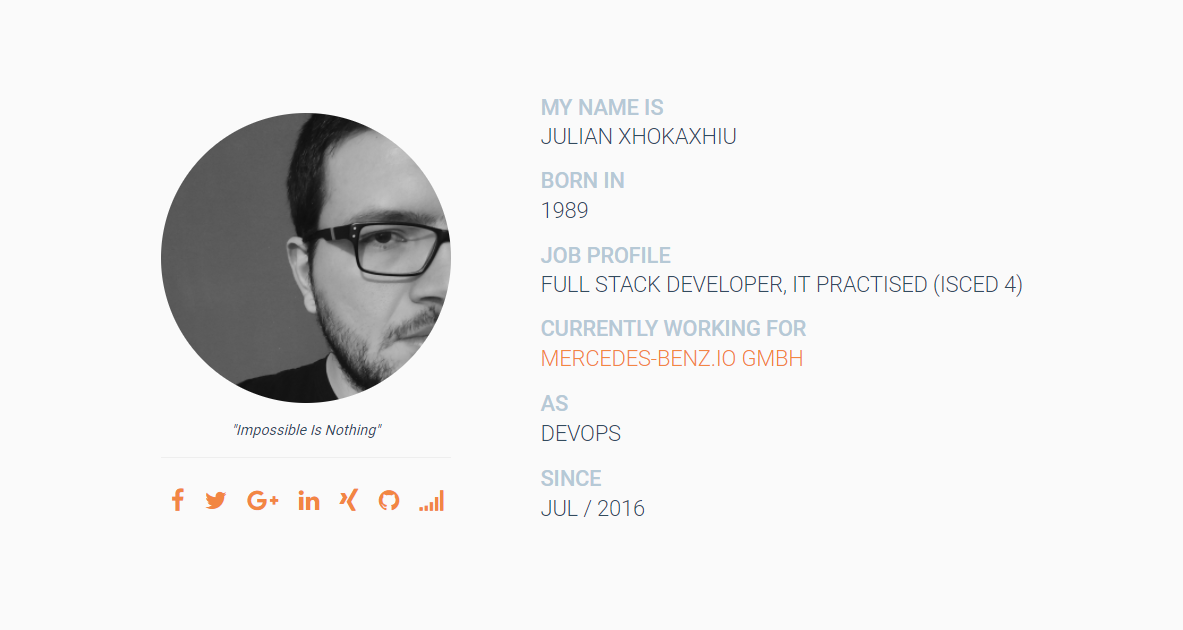 MY NAME IS
JULIAN XHOKAXHIU
BORN IN
1989
JOB PROFILE
FULL STACK DEVELOPER, IT PRACTISED (ISCED 4)
CURRENTLY WORKING FOR
MERCEDES-BENZ.IO GMBH
AS
DEVOPS
SINCE
JUL / 2016
"Impossible Is Nothing"